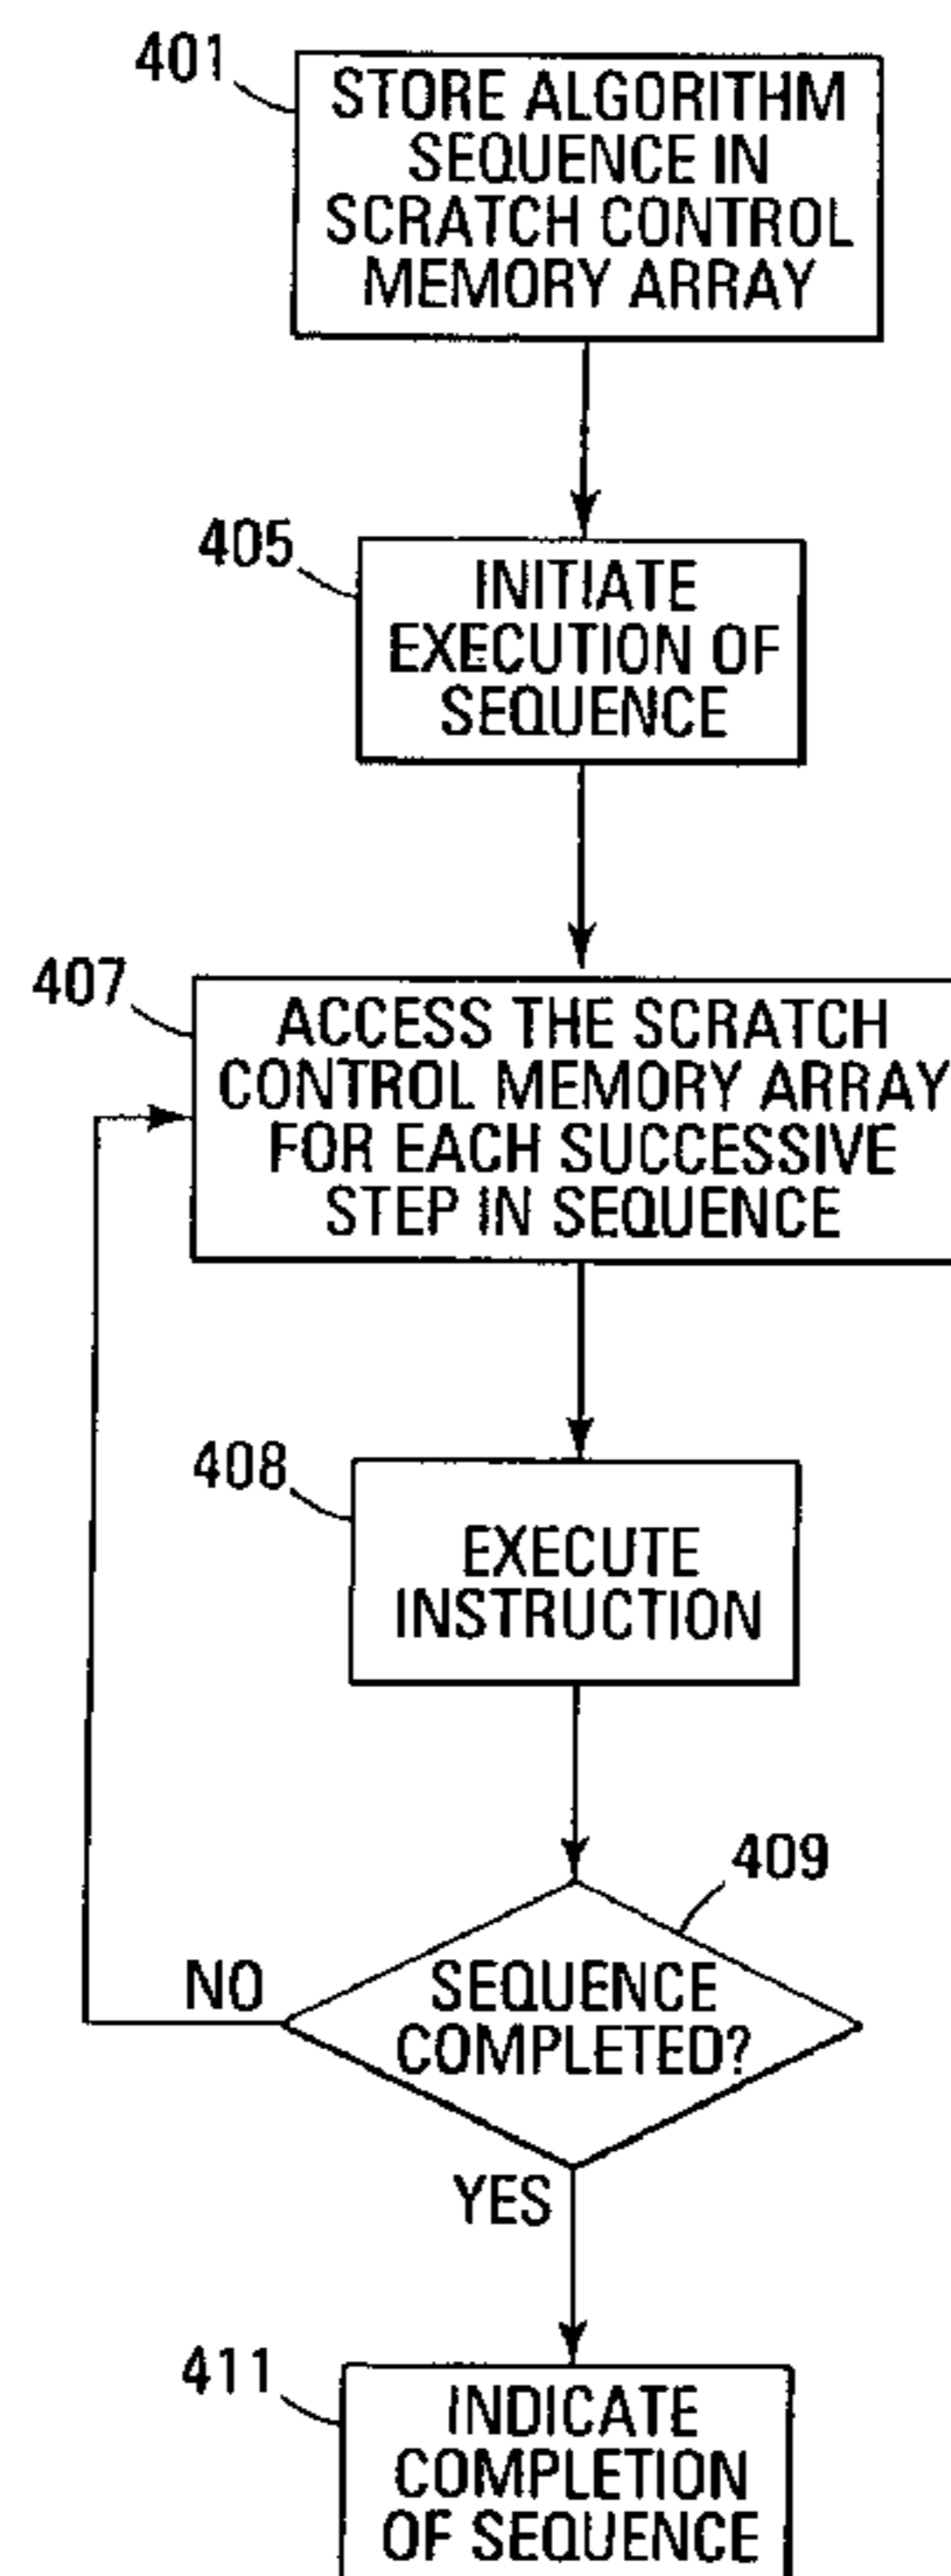 401
STORE ALGORITHM
SEQUENCE IN
SCRATCH CONTROL
MEMORY ARRAY
405
INITIATE
EXECUTION OF
SEQUENCE
407
ACCESS THE SCRATCH
CONTROL MEMORY ARRAY
FOR EACH SUCCESSIVE
STEP IN SEQUENCE
408
EXECUTE
INSTRUCTION
409
SEQUENCE
COMPLETED?
NO
YES
411
INDICATE
COMPLETION
OF SEQUENCE